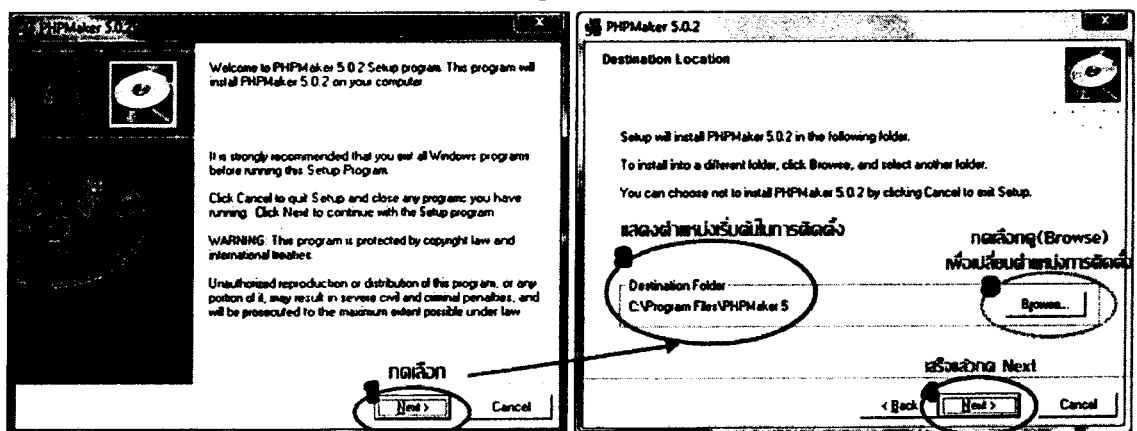 PHPMaker 5.0.2
Welcome to PHPMaker 5.0.2 Setup program. This program will
install PHPMaker 5.0.2 on your computer.
It is strongly recommended that you exit all Windows programs
before running this Setup Program.
Click Cancel to quit Setup and close any programs you have
running. Click Next to continue with the Setup program.
WARNING: This program is protected by copyright law and
international treaties.
Unauthorized reproduction or distribution of this program, or any
portion of it, may result in severe civil and criminal penalties, and
will be prosecuted to the maximum extent possible under law.
กดเลือก
Next >
Cancel
PHPMaker 5.0.2
Destination Location
Setup will install PHPMaker 5.0.2 in the following folder.
To install into a different folder, click Browse, and select another folder.
You can choose not to install PHPMaker 5.0.2 by clicking Cancel to exit Setup.
แสดงตำแหน่งเริ่มต้นในการติดตั้ง
กดเลือกดู(Browse)
เพื่อเปลี่ยนตำแหน่งการติดตั้ง
Destination Folder
C:\Program Files\PHPMaker 5
Browse...
เสร็จแล้วกด Next
< Back
Next >
Cancel